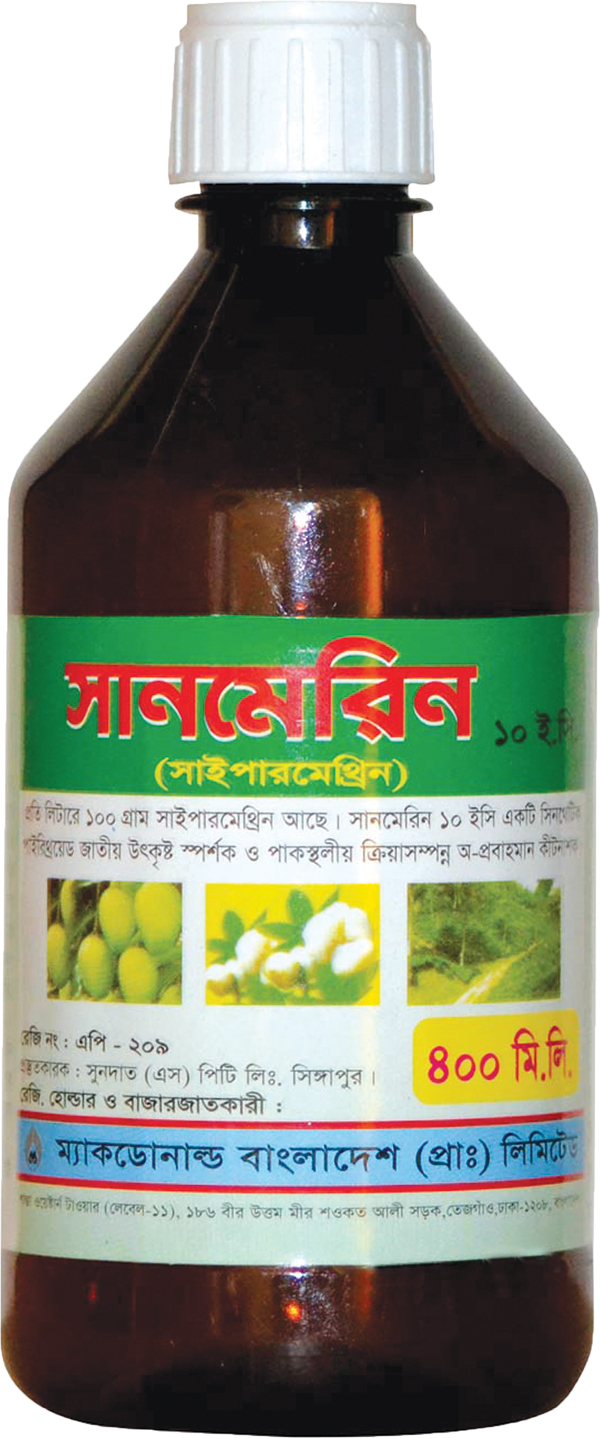 সানমেরিন ১০ ই.সি.
(সাইপারমেথ্রিন)
প্রতি লিটারে ১০০ গ্রাম সাইপারমেথ্রিন আছে। সানমেরিন ১০ ইসি একটি সিনথেটিক
পাইরিথ্রয়েড জাতীয় উৎকৃষ্ট স্পর্শক ও পাকস্থলীয় ক্রিয়াসম্পন্ন অ-প্রবাহমান কীটনাশক
রেজি নং : এপি - ২০৯
প্রস্তুতকারক : সুনদাত (এস) পিটি লিঃ. সিঙ্গাপুর।
রেজি. হোল্ডার ও বাজারজাতকারী :
৪০০ মি.লি.
ম্যাকডোনাল্ড বাংলাদেশ (প্রাঃ) লিমিটেড
ওয়েষ্টার্ন টাওয়ার (লেবেল-১১), ১৮৬ বীর উত্তম মীর শওকত আলী সড়ক,তেজগাঁও,ঢাকা-১২০৮,